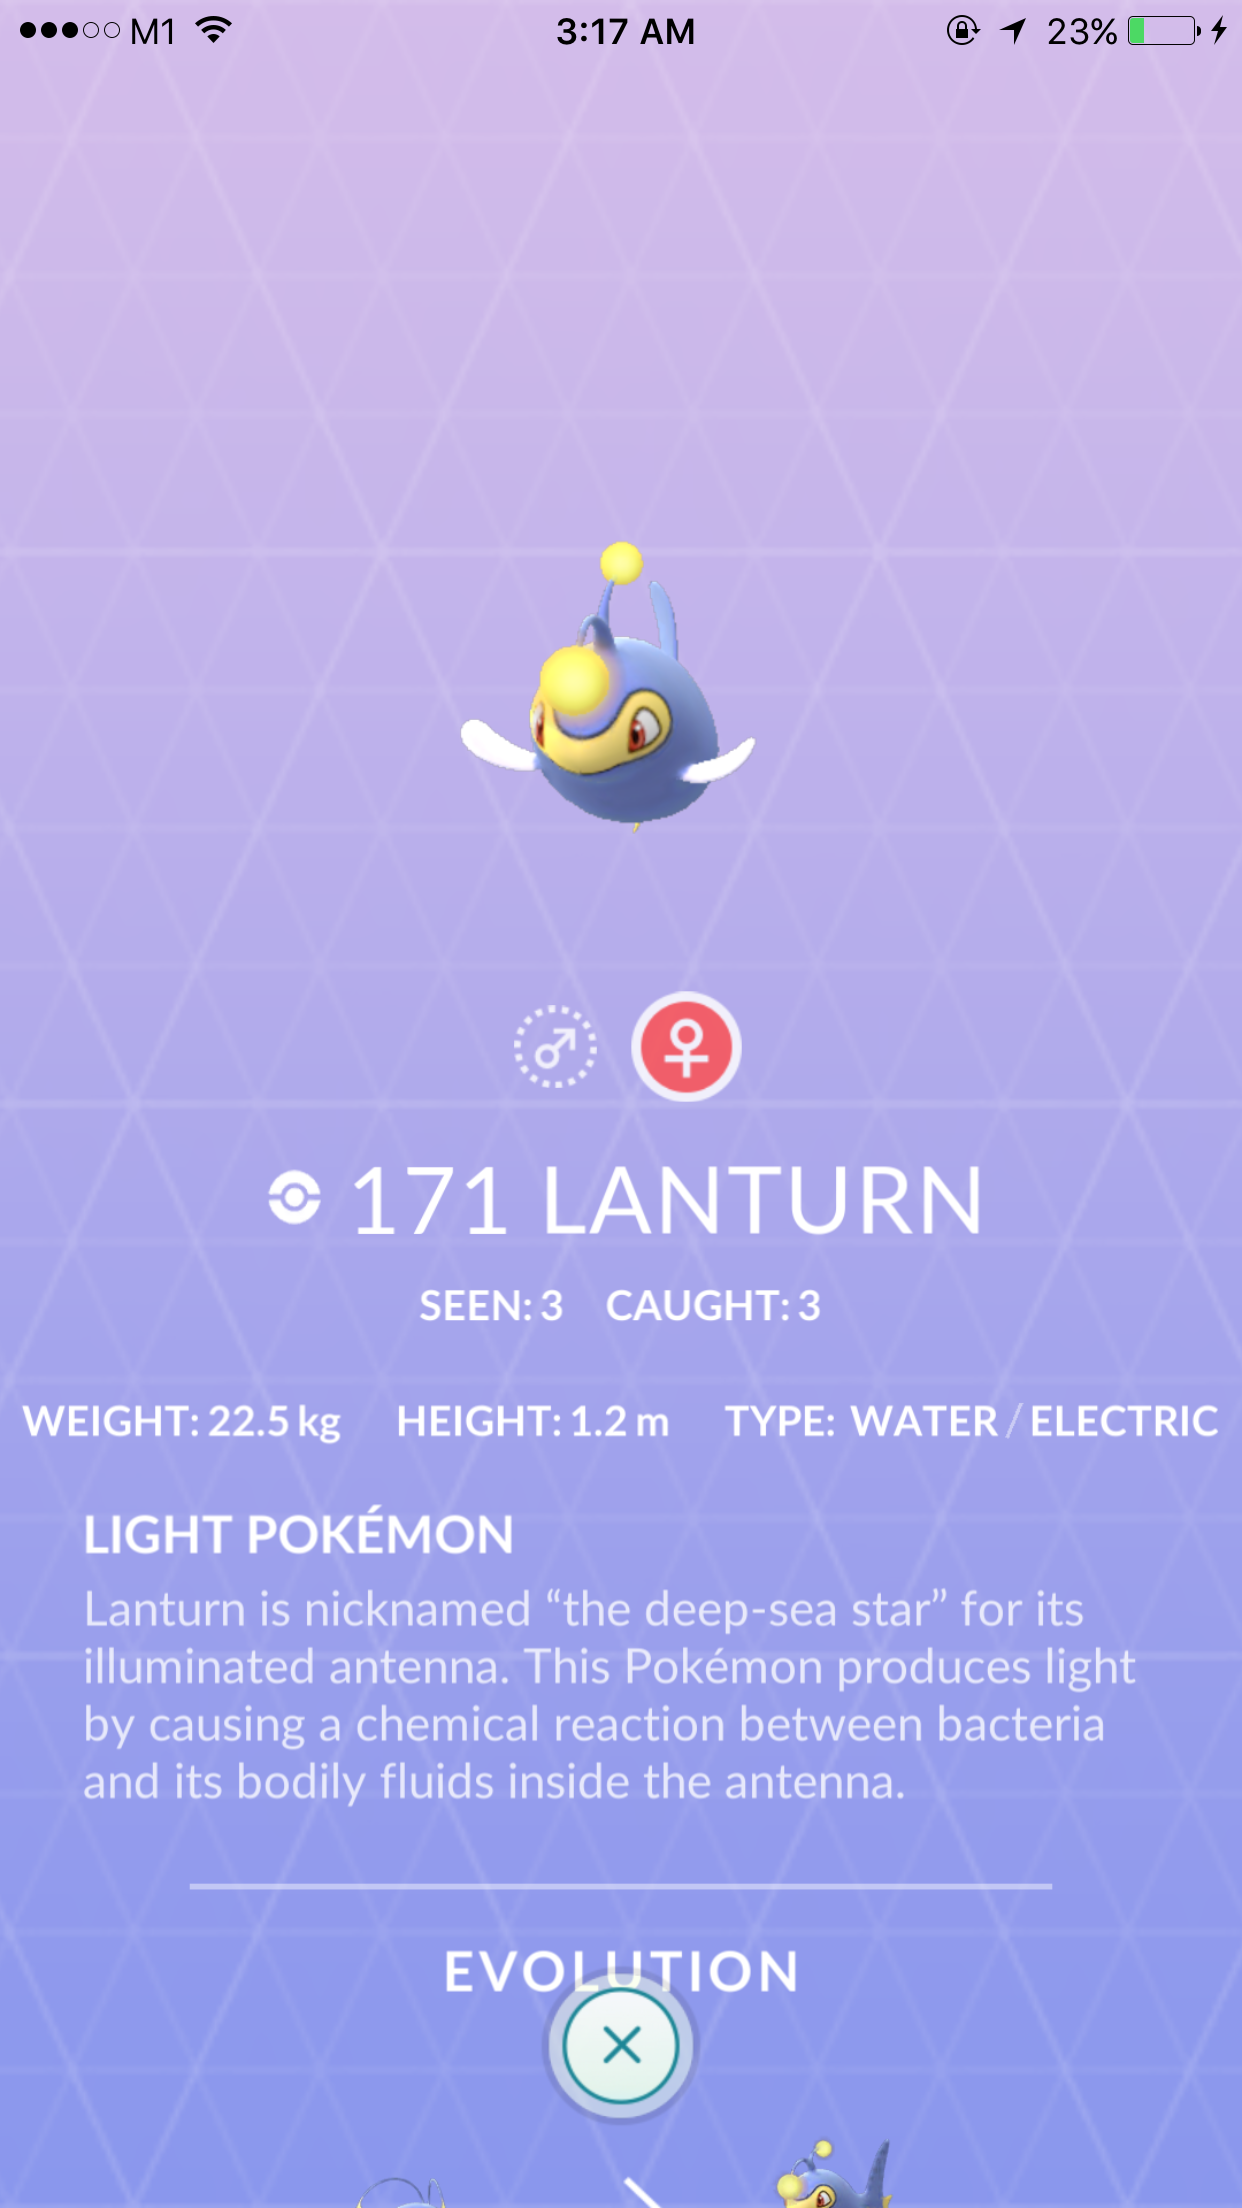 M1 3:17 AM 23%
171 LANTURN
SEEN: 3 CAUGHT: 3
WEIGHT: 22.5 kg HEIGHT: 1.2 m TYPE: WATER / ELECTRIC
LIGHT POKÉMON
Lanturn is nicknamed “the deep-sea star” for its
illuminated antenna. This Pokémon produces light
by causing a chemical reaction between bacteria
and its bodily fluids inside the antenna.
EVOLUTION